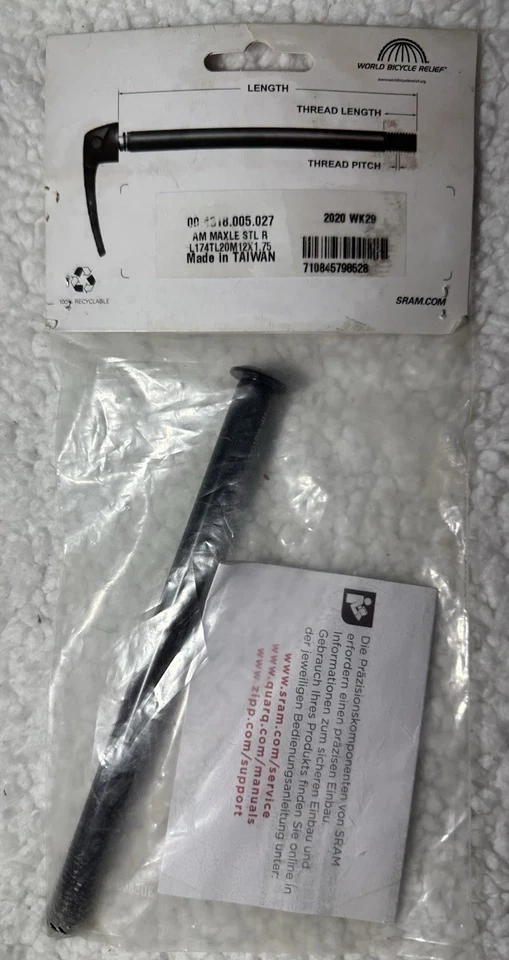 WORLD BICYCLE RELIEF
LENGTH
THREAD LENGTH
THREAD PITCH
2020 WK29
AM MAXLE STL R
L174TL20M12X1.75
Made in TAIWAN
710845798528
100% RECYCLABLE
SRAM.COM
Die Präzisionskomponenten von SRAM
erfordern einen präzisen Einbau.
Informationen zum sicheren Einbau und
Gebrauch Ihres Produkts finden Sie online in
der jeweiligen Bedienungsanleitung unter:
www.sram.com/service
www.quarq.com/manuals
www.zipp.com/support